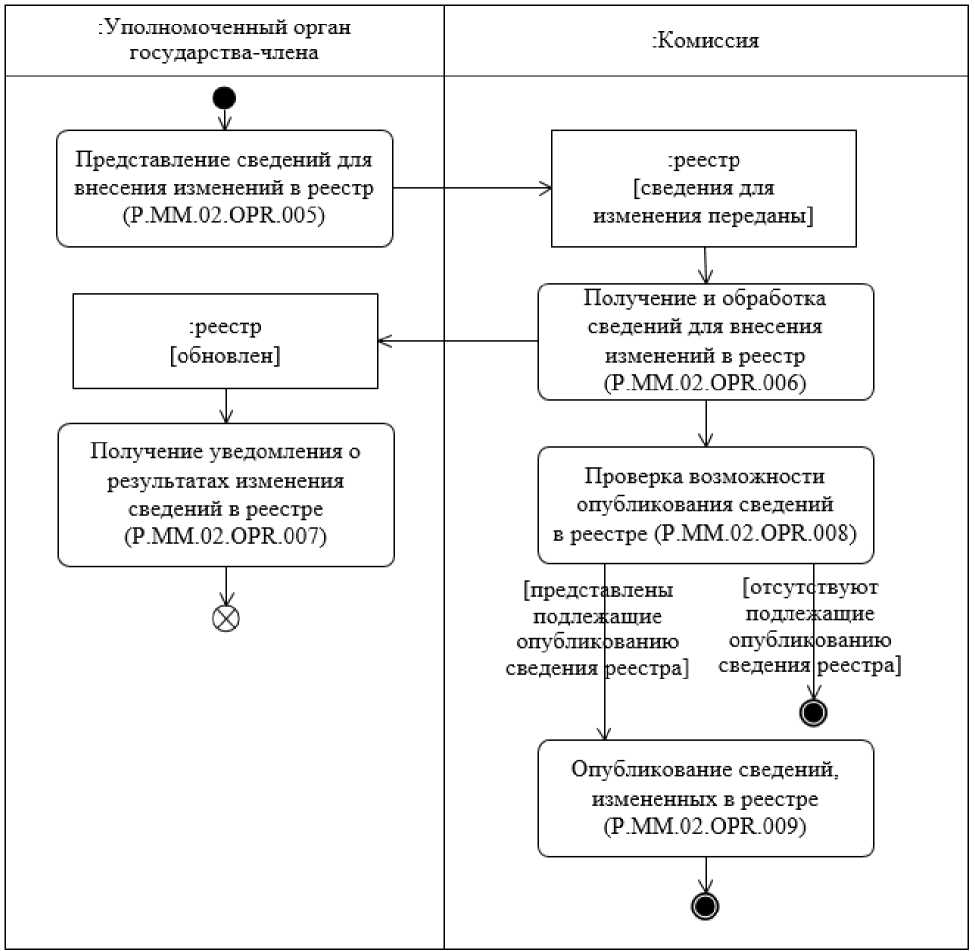 :Уполномоченный орган
государства-члена
:Комиссия
Представление сведений для
внесения изменений в реестр
(P.MM.02.OPR.005)
:реестр
[сведения для
изменения переданы]
Получение и обработка
сведений для внесения
изменений в реестр
(P.MM.02.OPR.006)
:реестр
[обновлен]
Получение уведомления о
результатах изменения
сведений в реестре
(P.MM.02.OPR.007)
Проверка возможности
опубликования сведений
в реестре (P.MM.02.OPR.008)
[представлены
подлежащие
опубликованию
сведения реестра]
[отсутствуют
подлежащие
опубликованию
сведения реестра]
Опубликование сведений,
измененных в реестре
(P.MM.02.OPR.009)